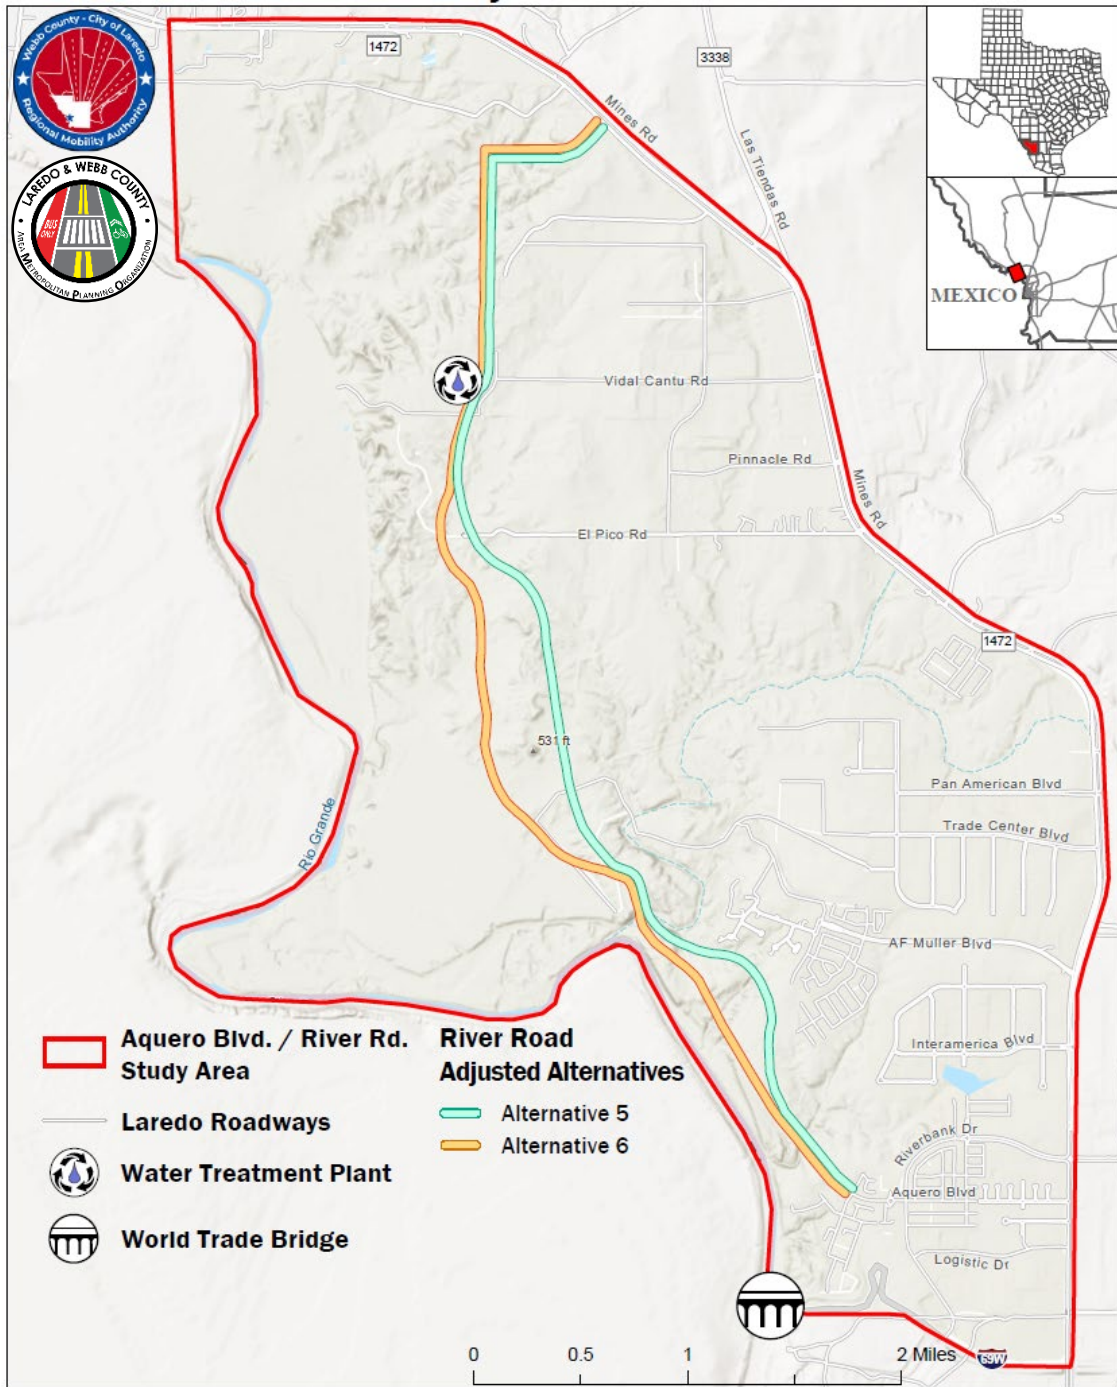 Webb County - City of Laredo
Regional Mobility Authority
LAREDO & WEBB COUNTY
AREA METROPOLITAN PLANNING ORGANIZATION
BUS
ONLY
1472
3338
Mines Rd
Las Tiendas Rd
MEXICO
Vidal Cantu Rd
Pinnacle Rd
Mines Rd
El Pico Rd
1472
531 ft
Pan American Blvd
Trade Center Blvd
Rio Grande
AF Muller Blvd
Interamerica Blvd
Riverbank Dr
Aquero Blvd
Logistic Dr
69W
Aquero Blvd. / River Rd.
Study Area
Laredo Roadways
Water Treatment Plant
World Trade Bridge
River Road
Adjusted Alternatives
Alternative 5
Alternative 6
0 0.5 1 2 Miles